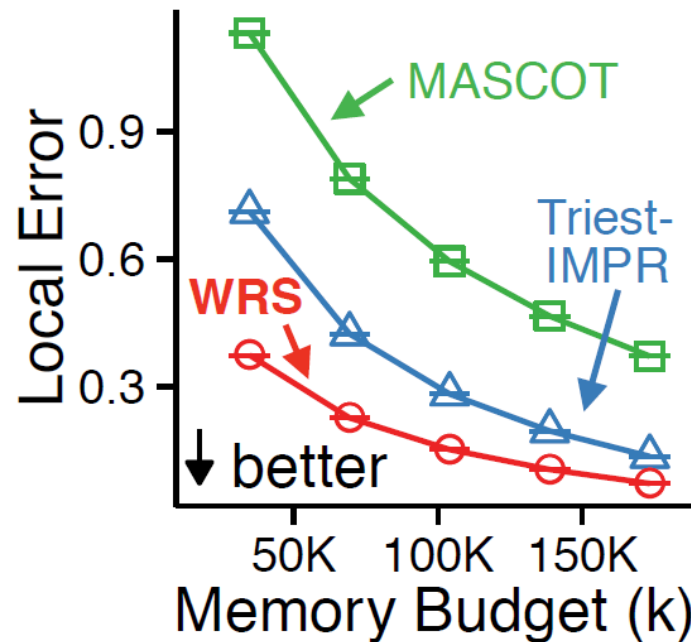 MASCOT
0.9
Local Error
Triest-
IMPR
0.6
WRS
0.3
↓ better
50K 100K 150K
Memory Budget (k)